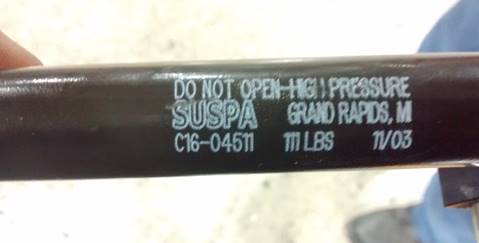 DO NOT OPEN-HIGH PRESSURE
SUSPA GRAND RAPIDS, MI
C16-04511 111 LBS 11/03